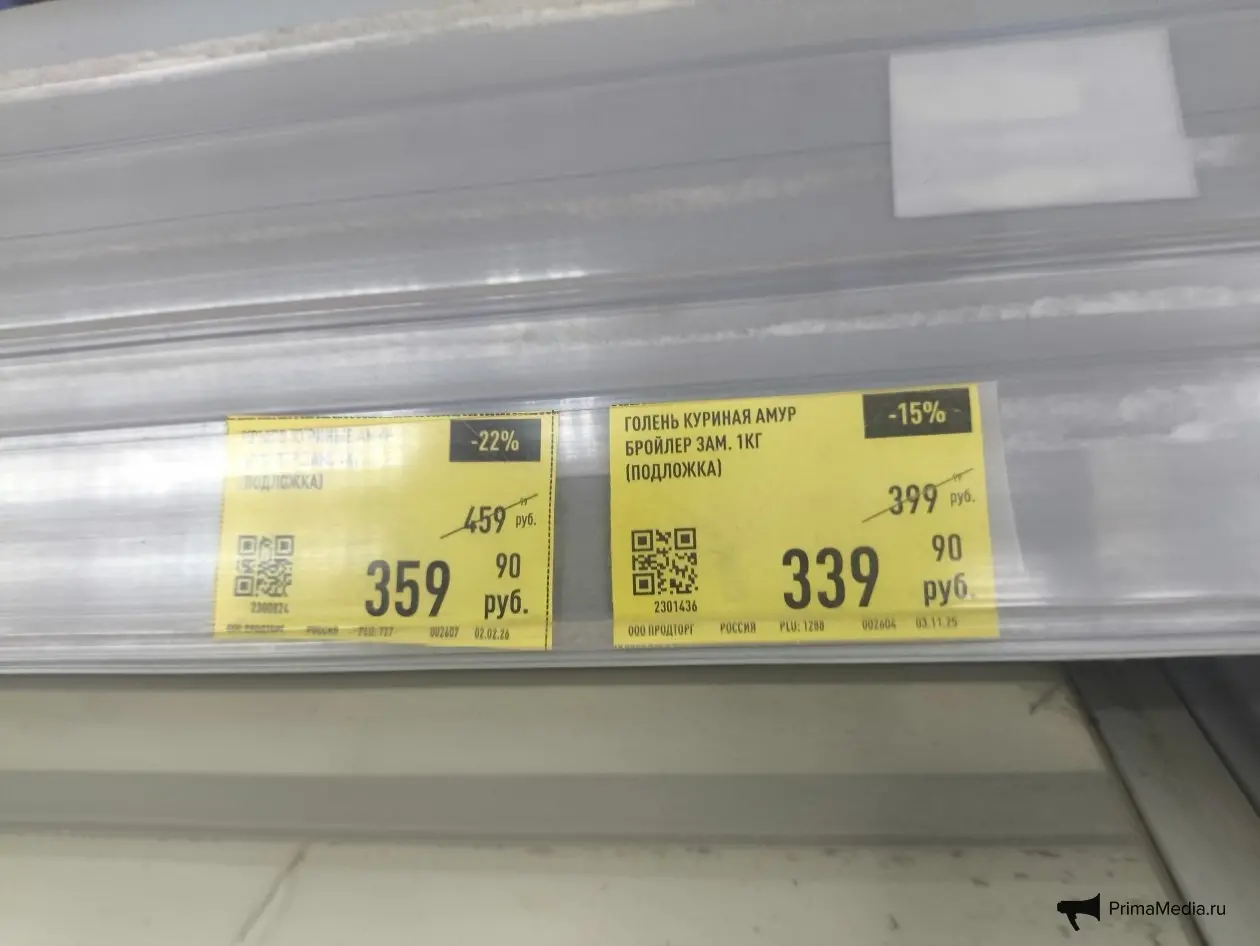 -22%
(ПОДЛОЖКА)
459 руб.
359 90 руб.
2300824
ООО ПРОДТОРГ РОССИЯ PLU: 727 002607 02.02.26
ГОЛЕНЬ КУРИНАЯ АМУР
БРОЙЛЕР ЗАМ. 1КГ
(ПОДЛОЖКА)
-15%
399 руб.
339 90 руб.
2301436
ООО ПРОДТОРГ РОССИЯ PLU: 1288 002604 03.11.25
PrimaMedia.ru